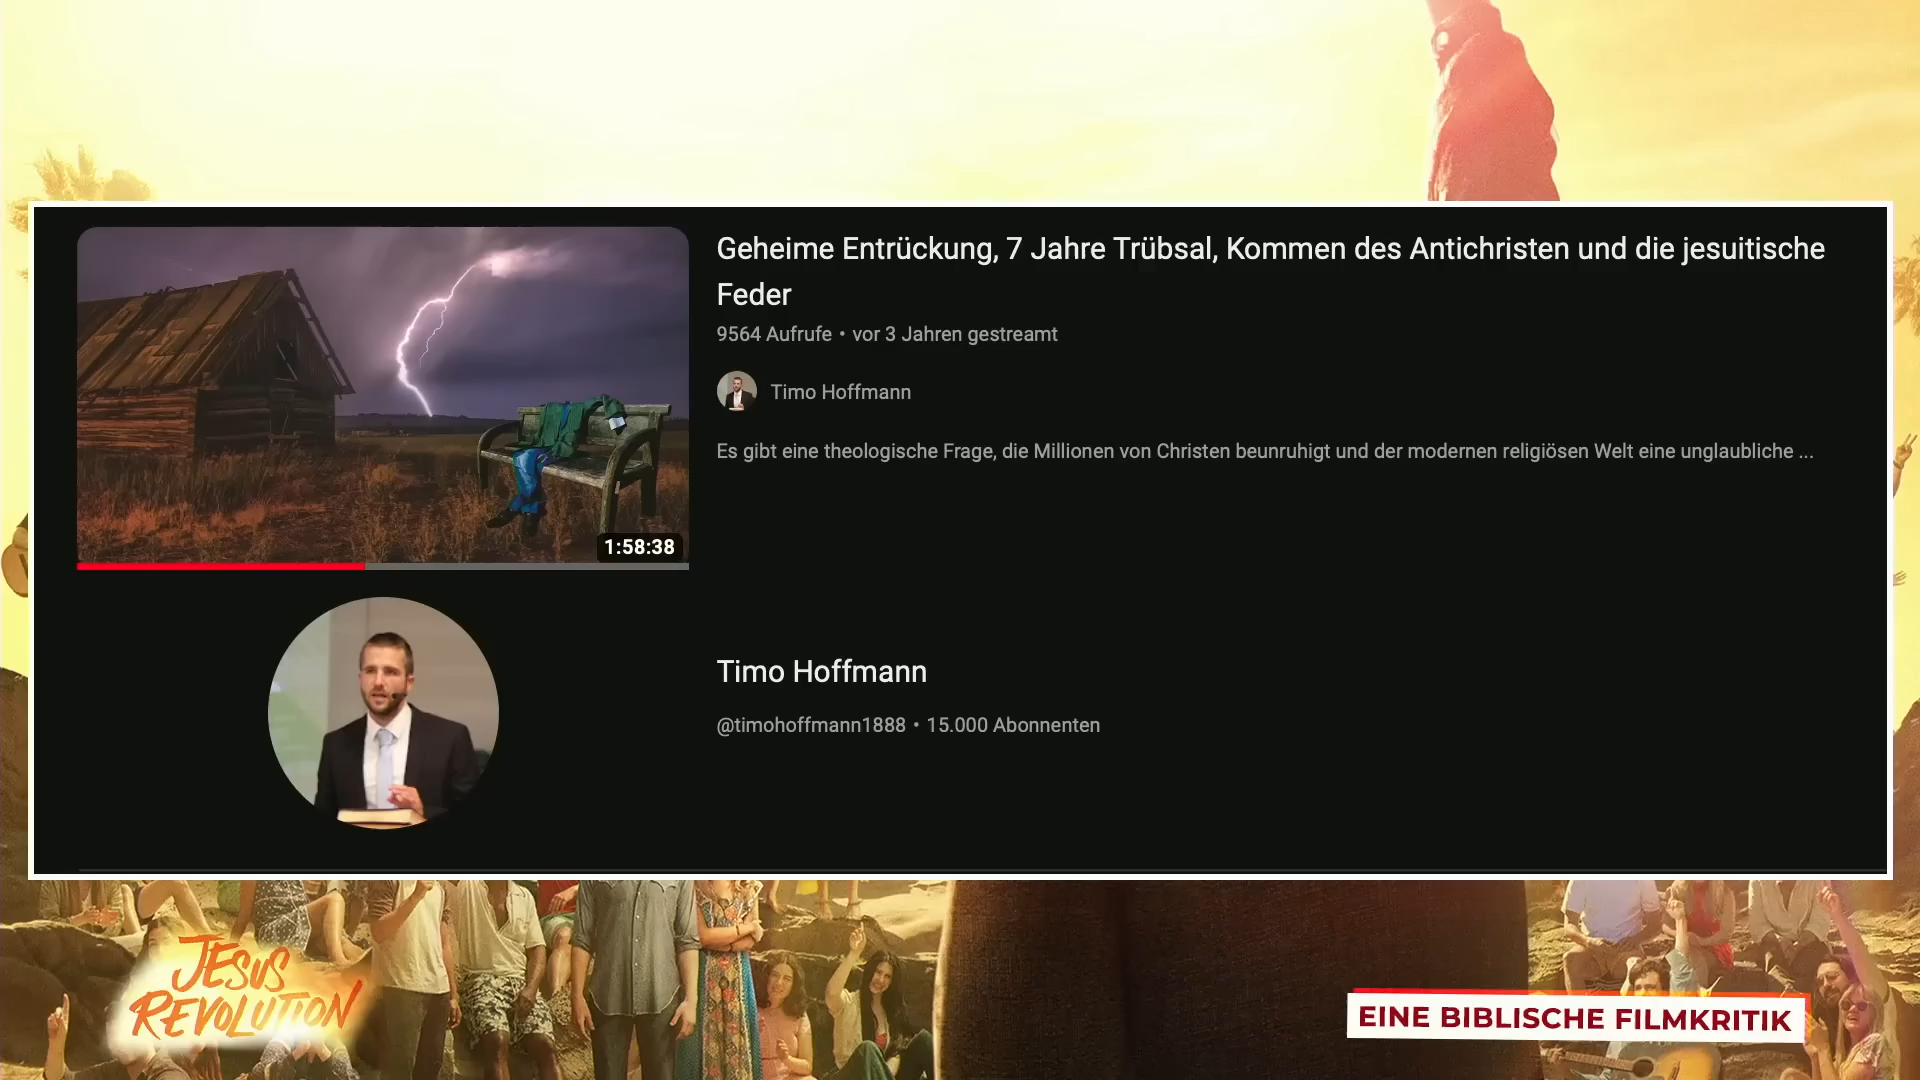 Geheime Entrückung, 7 Jahre Trübsal, Kommen des Antichristen und die jesuitische
Feder
9564 Aufrufe • vor 3 Jahren gestreamt
Timo Hoffmann
Es gibt eine theologische Frage, die Millionen von Christen beunruhigt und der modernen religiösen Welt eine unglaubliche ...
1:58:38
Timo Hoffmann
@timohoffmann1888 • 15.000 Abonnenten
JESUS
REVOLUTION
EINE BIBLISCHE FILMKRITIK